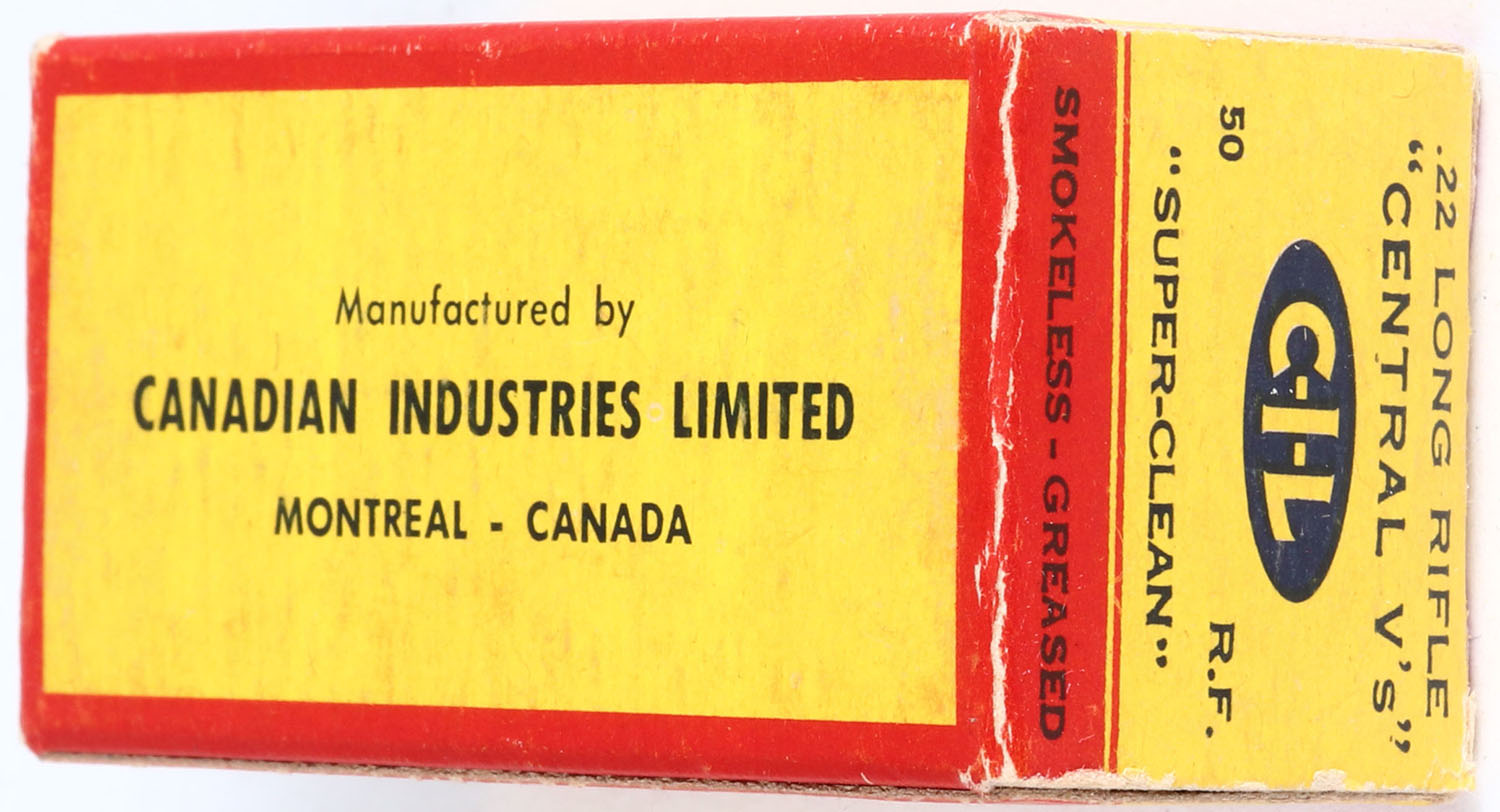 Manufactured by
CANADIAN INDUSTRIES LIMITED
MONTREAL - CANADA
.22 LONG RIFLE
"CENTRAL V's"
C-I-L
50 R.F.
"SUPER-CLEAN"
SMOKELESS - GREASED